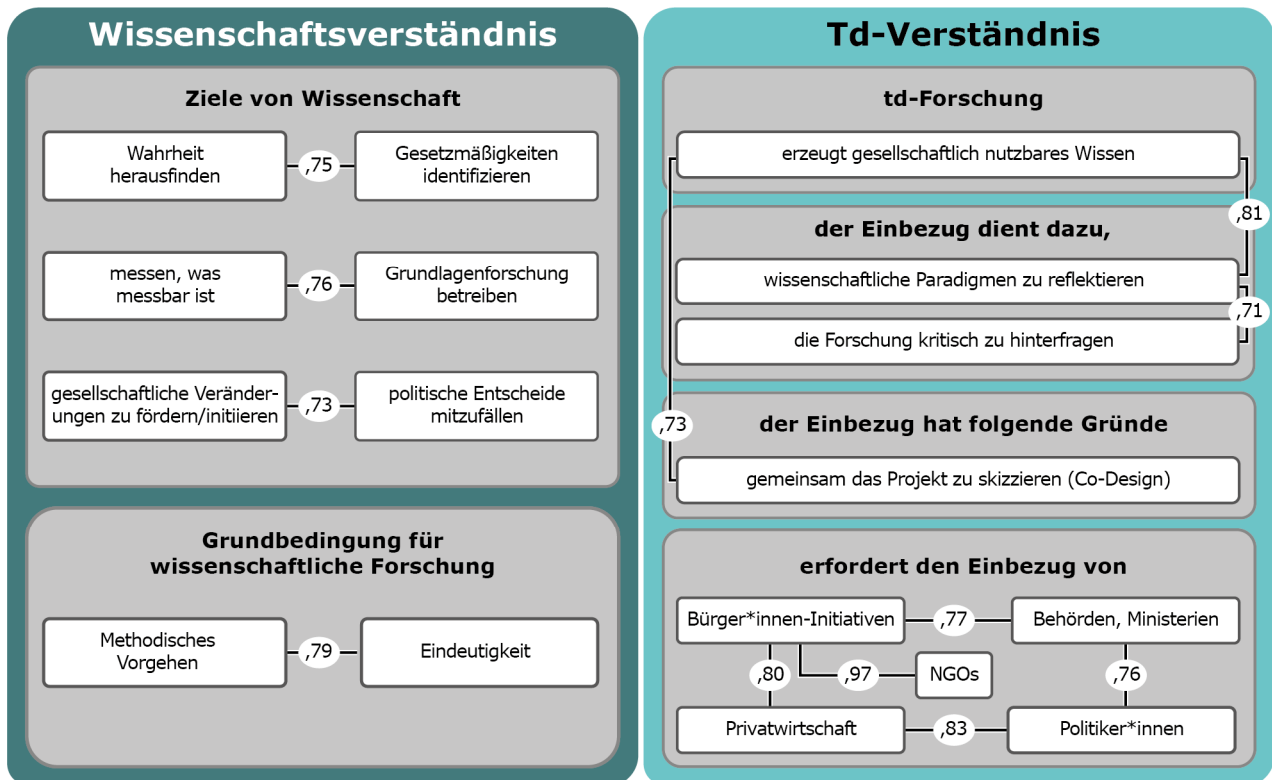 Wissenschaftsverständnis
Ziele von Wissenschaft
Wahrheit
herausfinden
,75
Gesetzmäßigkeiten
identifizieren
messen, was
messbar ist
,76
Grundlagenforschung
betreiben
gesellschaftliche Veränder-
ungen zu fördern/initiieren
,73
politische Entscheide
mitzufällen
Grundbedingung für
wissenschaftliche Forschung
Methodisches
Vorgehen
,79
Eindeutigkeit
Td-Verständnis
td-Forschung
erzeugt gesellschaftlich nutzbares Wissen
,81
der Einbezug dient dazu,
wissenschaftliche Paradigmen zu reflektieren
,71
die Forschung kritisch zu hinterfragen
,73
der Einbezug hat folgende Gründe
gemeinsam das Projekt zu skizzieren (Co-Design)
erfordert den Einbezug von
Bürger*innen-Initiativen
,77
Behörden, Ministerien
,80
,97
NGOs
,76
Privatwirtschaft
,83
Politiker*innen